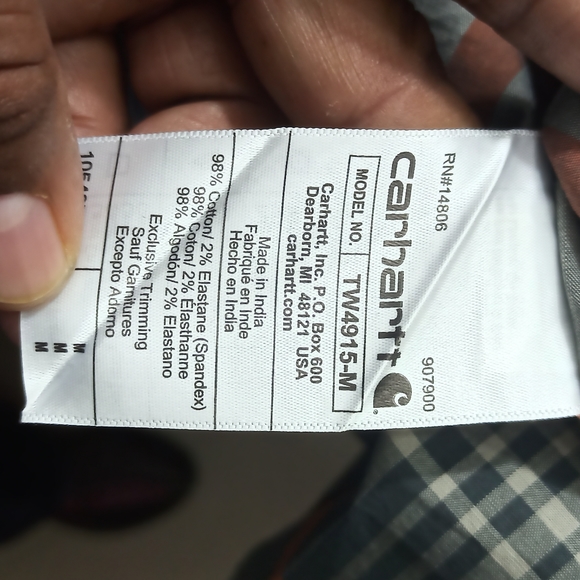 RN#14806
907900
carhartt
MODEL NO. TW4915-M
Carhartt, Inc. P.O. Box 600
Dearborn, MI 48121 USA
carhartt.com
Made in India
Fabriqué en Inde
Hecho en India
98% Cotton/ 2% Elastane (Spandex)
98% Coton/ 2% Élasthanne
98% Algodón/ 2% Elastano
Exclusive Trimming
Sauf Garnitures
Excepto Adorno
M
M
M